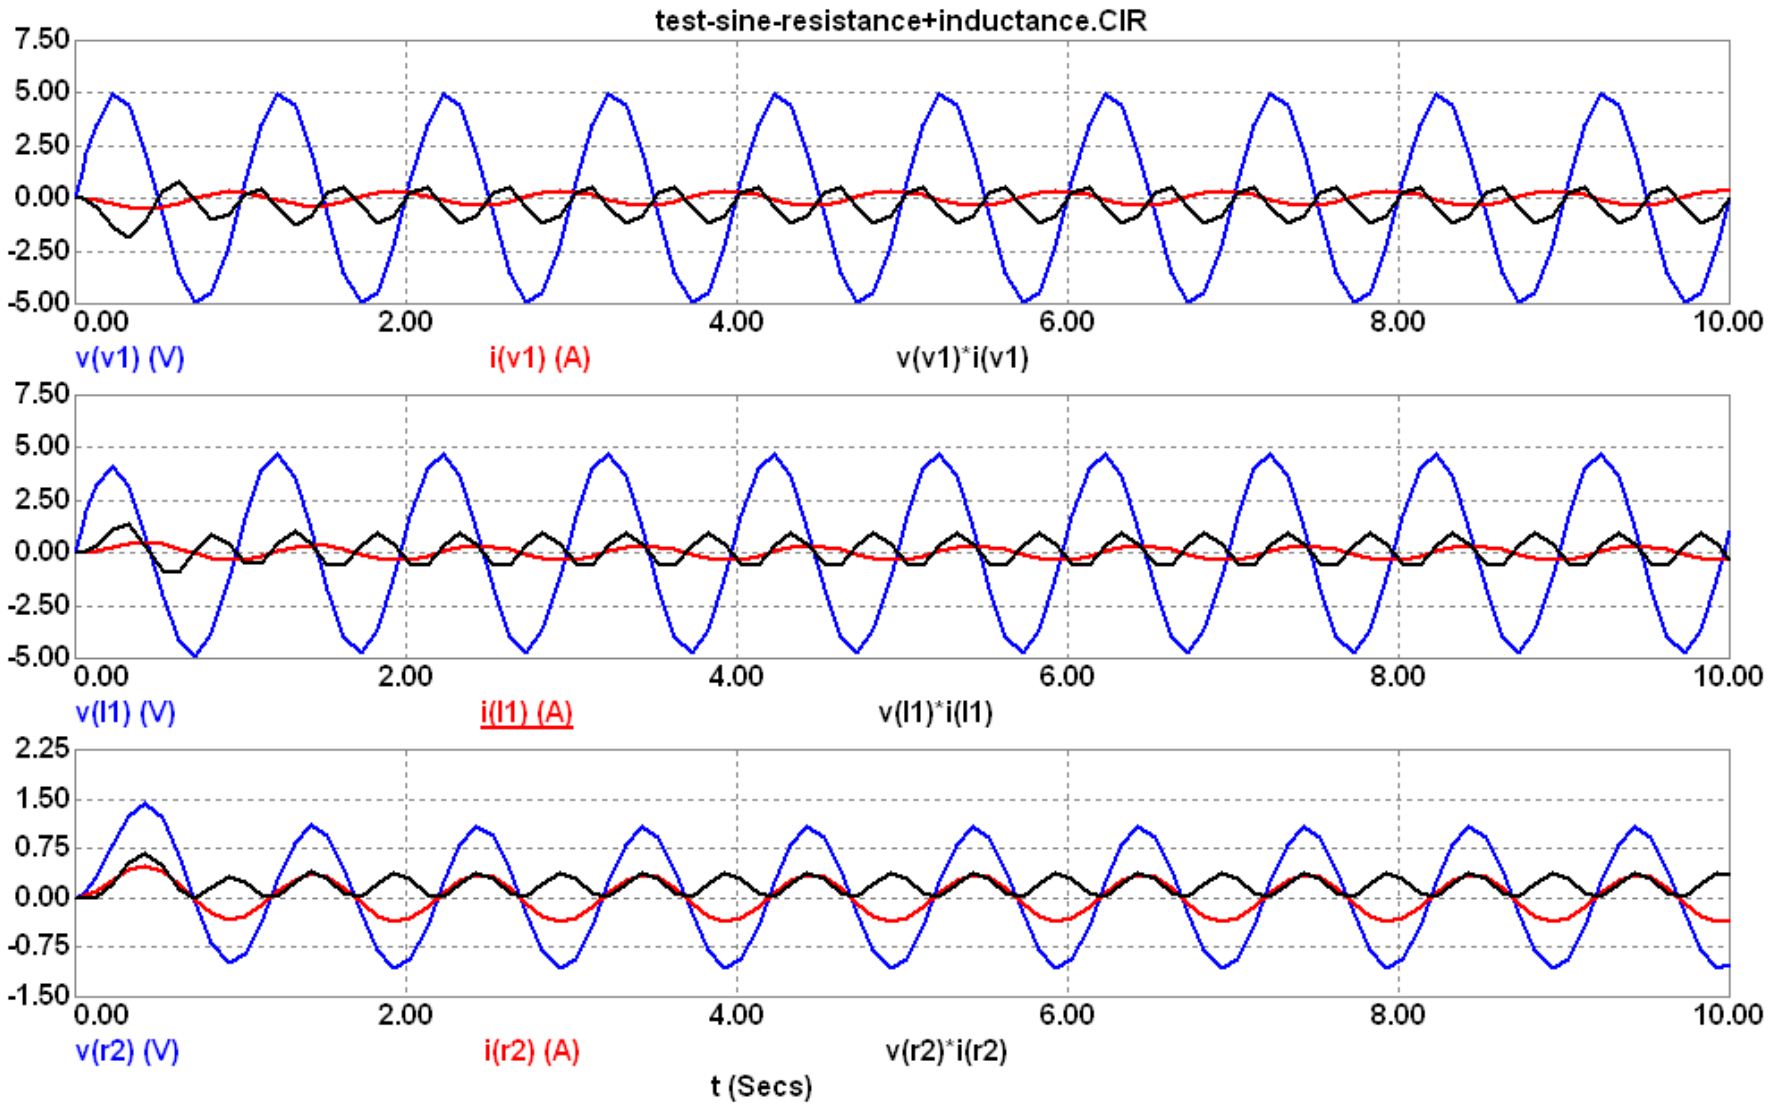 test-sine-resistance+inductance.CIR
7.50
5.00
2.50
0.00
-2.50
-5.00
0.00 2.00 4.00 6.00 8.00 10.00
v(v1) (V) i(v1) (A) v(v1)*i(v1)
7.50
5.00
2.50
0.00
-2.50
-5.00
0.00 2.00 4.00 6.00 8.00 10.00
v(l1) (V) i(l1) (A) v(l1)*i(l1)
2.25
1.50
0.75
0.00
-0.75
-1.50
0.00 2.00 4.00 6.00 8.00 10.00
v(r2) (V) i(r2) (A) v(r2)*i(r2)
t (Secs)